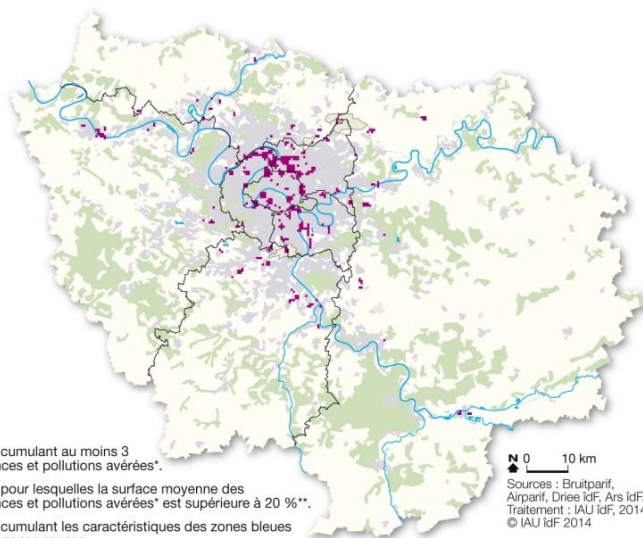 cumulant au moins 3
nces et pollutions avérées*.
pour lesquelles la surface moyenne des
nces et pollutions avérées* est supérieure à 20 %**.
cumulant les caractéristiques des zones bleues
N 0 10 km
Sources : Bruitparif,
Airparif, Driee îdF, Ars îdF
Traitement : IAU îdF, 2014
© IAU îdF 2014